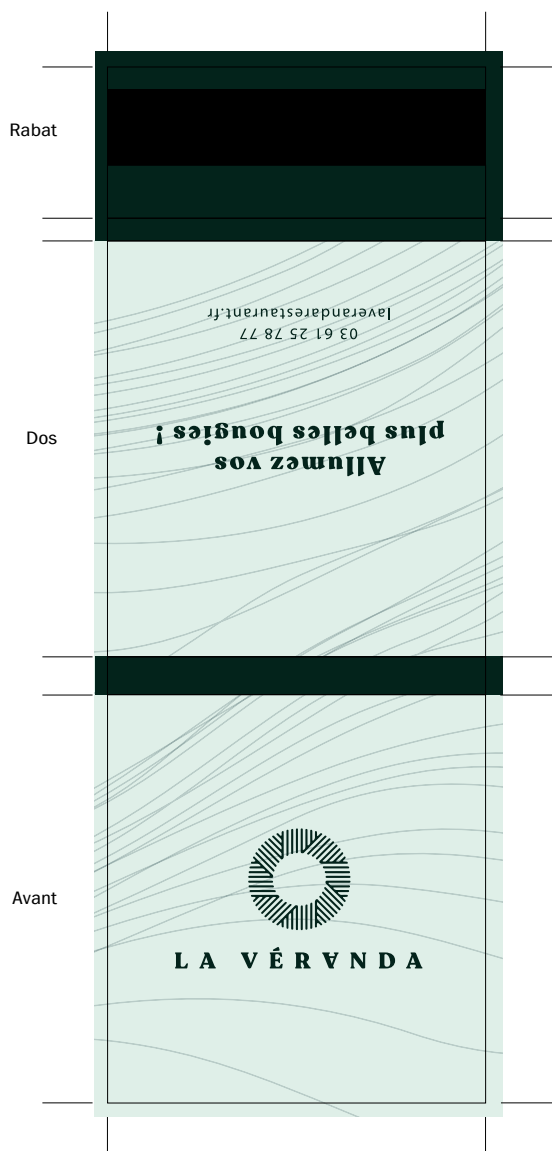 Rabat
Dos
Allumez vos
plus belles bougies !
03 61 25 78 77
laverandarestaurant.fr
Avant
LA VÉRANDA